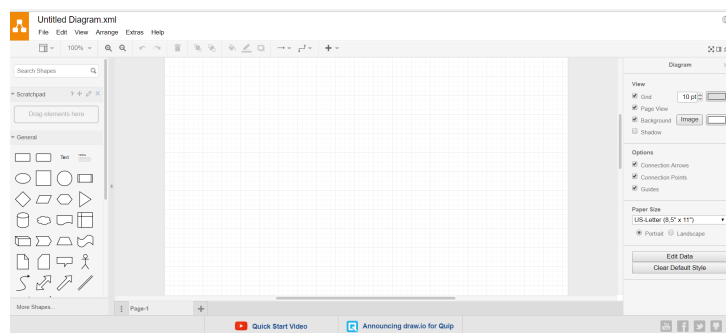 Untitled Diagram.xml
File Edit View Arrange Extras Help
100%
Search Shapes
Scratchpad
Drag elements here
General
Text
More Shapes...
Page-1
Diagram
View
Grid 10 pt
Page View
Background Image
Shadow
Options
Connection Arrows
Connection Points
Guides
Paper Size
US-Letter (8,5" x 11")
Portrait Landscape
Edit Data
Clear Default Style
Quick Start Video
Announcing draw.io for Quip